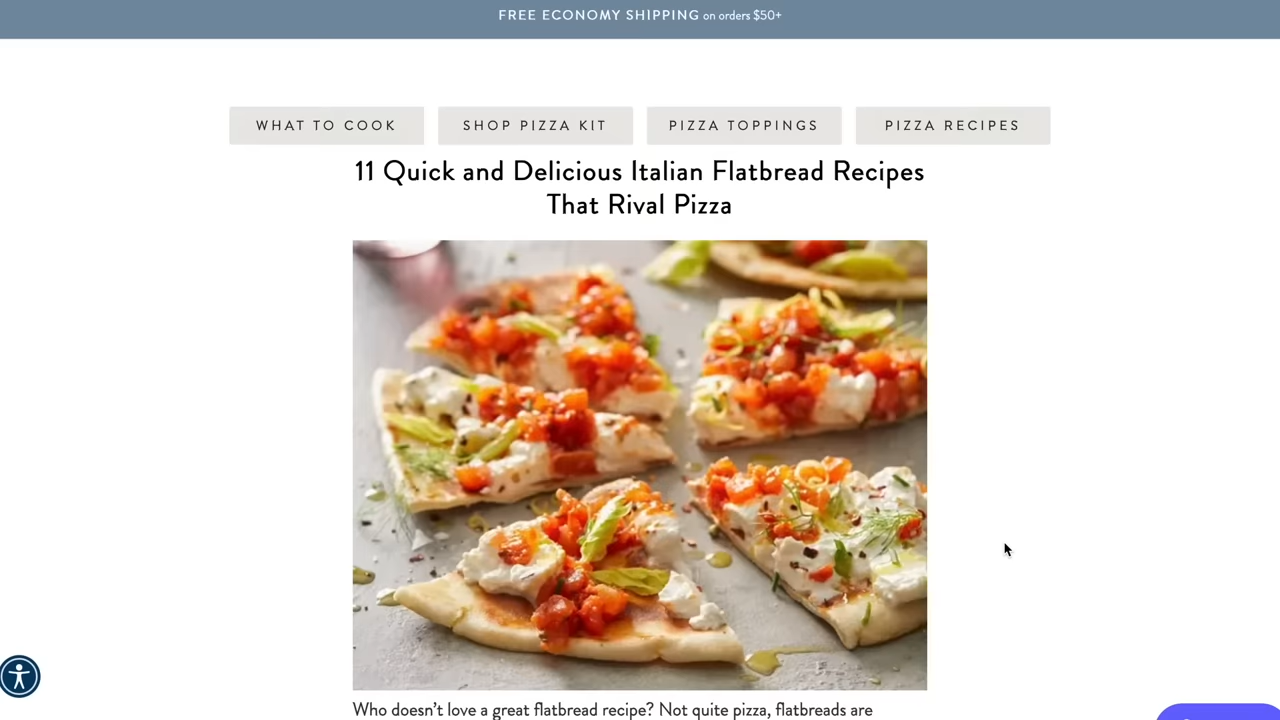 FREE ECONOMY SHIPPING on orders $50+
WHAT TO COOK
SHOP PIZZA KIT
PIZZA TOPPINGS
PIZZA RECIPES
11 Quick and Delicious Italian Flatbread Recipes
That Rival Pizza
Who doesn’t love a great flatbread recipe? Not quite pizza, flatbreads are